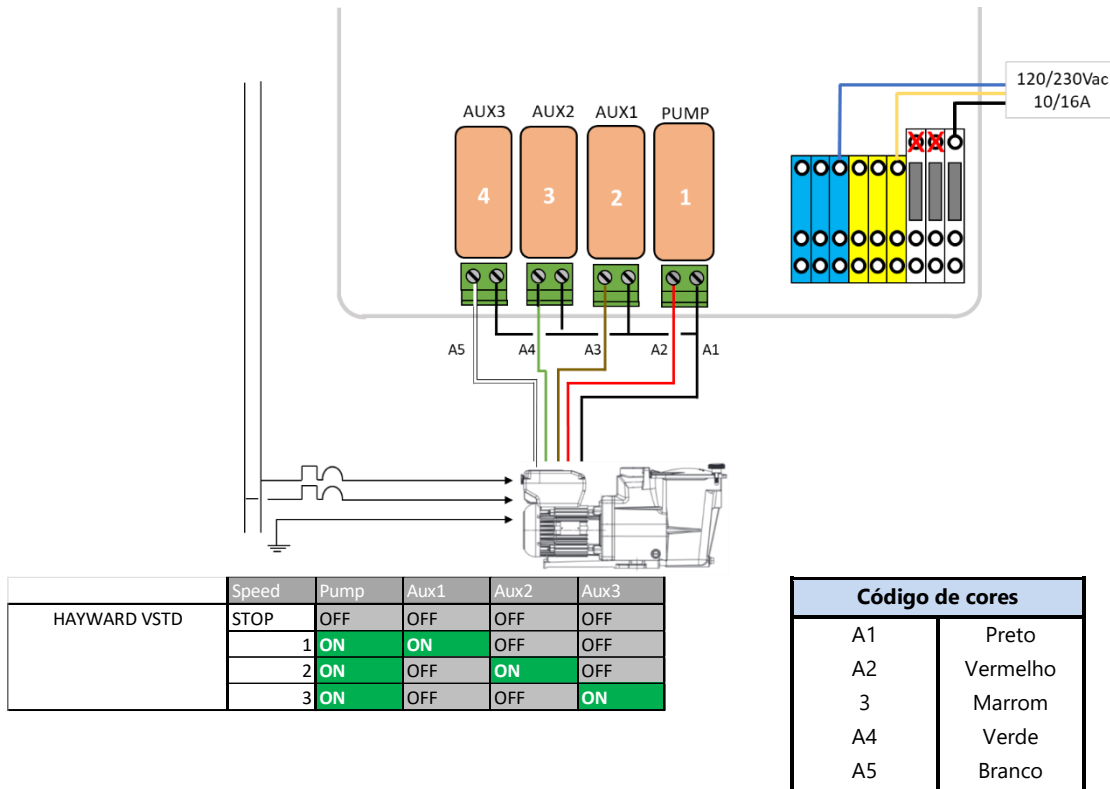 120/230Vac
10/16A
AUX3 AUX2 AUX1 PUMP
4 3 2 1
A5 A4 A3 A2 A1
Speed Pump Aux1 Aux2 Aux3
HAYWARD VSTD STOP OFF OFF OFF OFF
1 ON ON OFF OFF
2 ON OFF ON OFF
3 ON OFF OFF ON
Código de cores
A1 Preto
A2 Vermelho
3 Marrom
A4 Verde
A5 Branco